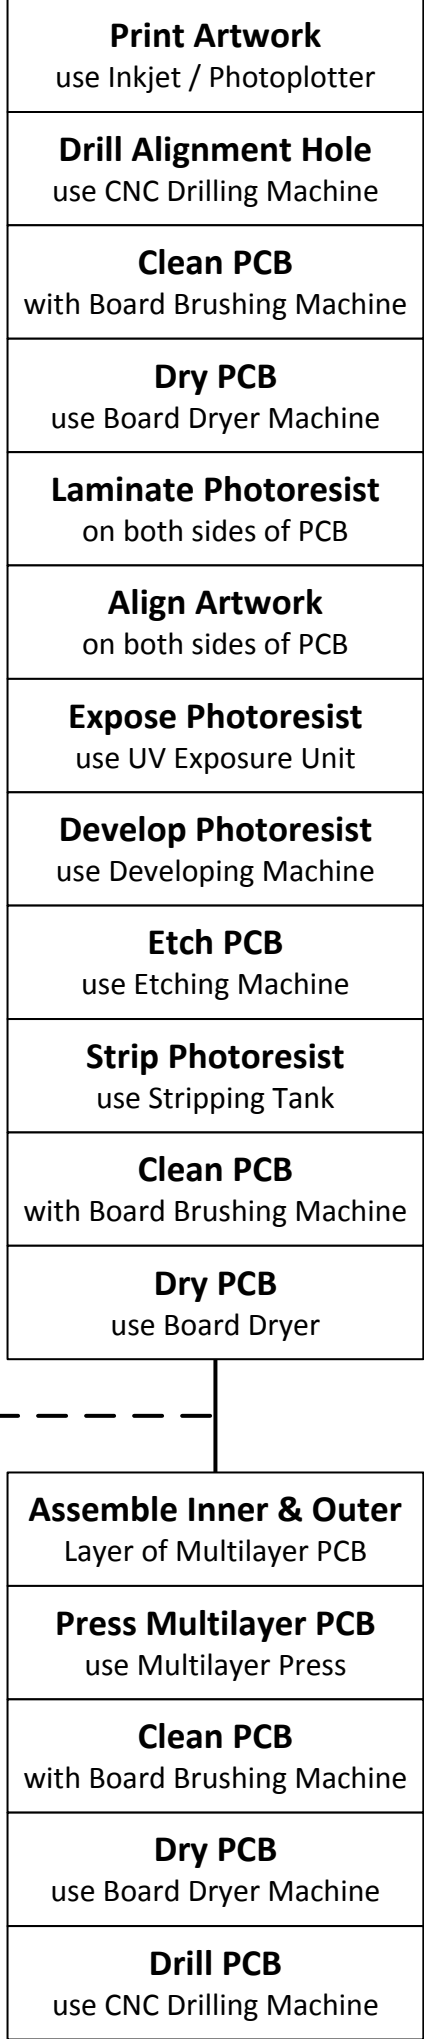 Print Artwork
use Inkjet / Photoplotter
Drill Alignment Hole
use CNC Drilling Machine
Clean PCB
with Board Brushing Machine
Dry PCB
use Board Dryer Machine
Laminate Photoresist
on both sides of PCB
Align Artwork
on both sides of PCB
Expose Photoresist
use UV Exposure Unit
Develop Photoresist
use Developing Machine
Etch PCB
use Etching Machine
Strip Photoresist
use Stripping Tank
Clean PCB
with Board Brushing Machine
Dry PCB
use Board Dryer
Assemble Inner & Outer
Layer of Multilayer PCB
Press Multilayer PCB
use Multilayer Press
Clean PCB
with Board Brushing Machine
Dry PCB
use Board Dryer Machine
Drill PCB
use CNC Drilling Machine